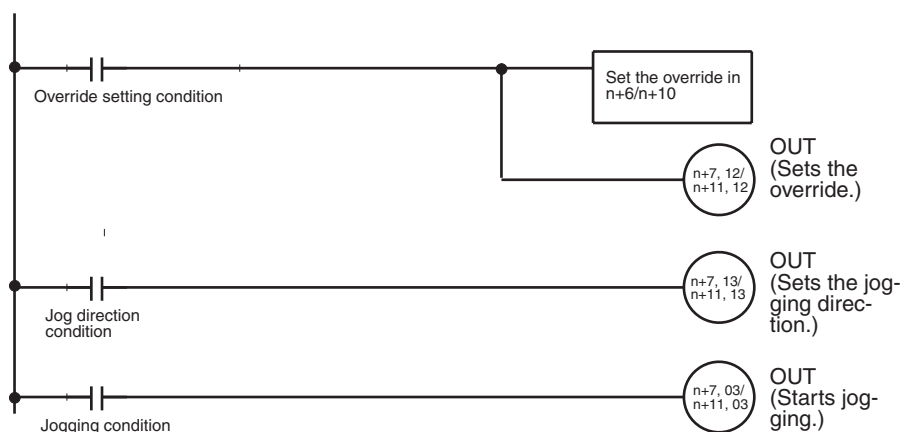 Override setting condition
Set the override in
n+6/n+10
n+7, 12/
n+11, 12
OUT
(Sets the
override.)
Jog direction
condition
n+7, 13/
n+11, 13
OUT
(Sets the jog-
ging direc-
tion.)
Jogging condition
n+7, 03/
n+11, 03
OUT
(Starts jog-
ging.)